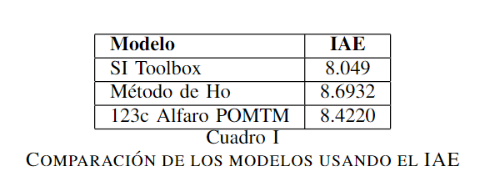 Modelo IAE
SI Toolbox 8.049
Método de Ho 8.6932
123c Alfaro POMTM 8.4220
Cuadro I
COMPARACIÓN DE LOS MODELOS USANDO EL IAE